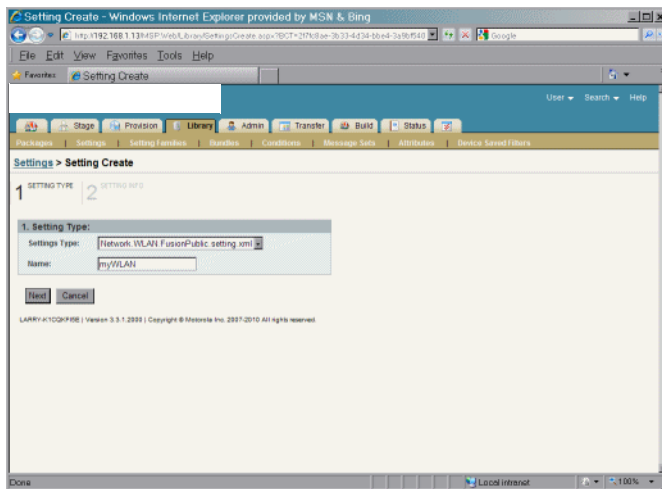 Setting Create - Windows Internet Explorer provided by MSN & Bing
Google
File Edit View Favorites Tools Help
Favorites Setting Create
User Search Help
Stage Provision Library Admin Transfer Build Status
Packages | Settings | Setting Families | Bundles | Conditions | Message Sets | Attributes | Device Saved Filters
Settings > Setting Create
1 SETTING TYPE 2 SETTING INFO
1. Setting Type:
Settings Type: Network.WLAN.FusionPublic.setting.xml
Name: myWLAN
Next Cancel
Version 3.3.1.2000 | Copyright © Motorola Inc. 2007-2010 All rights reserved.
Done Local intranet 100%